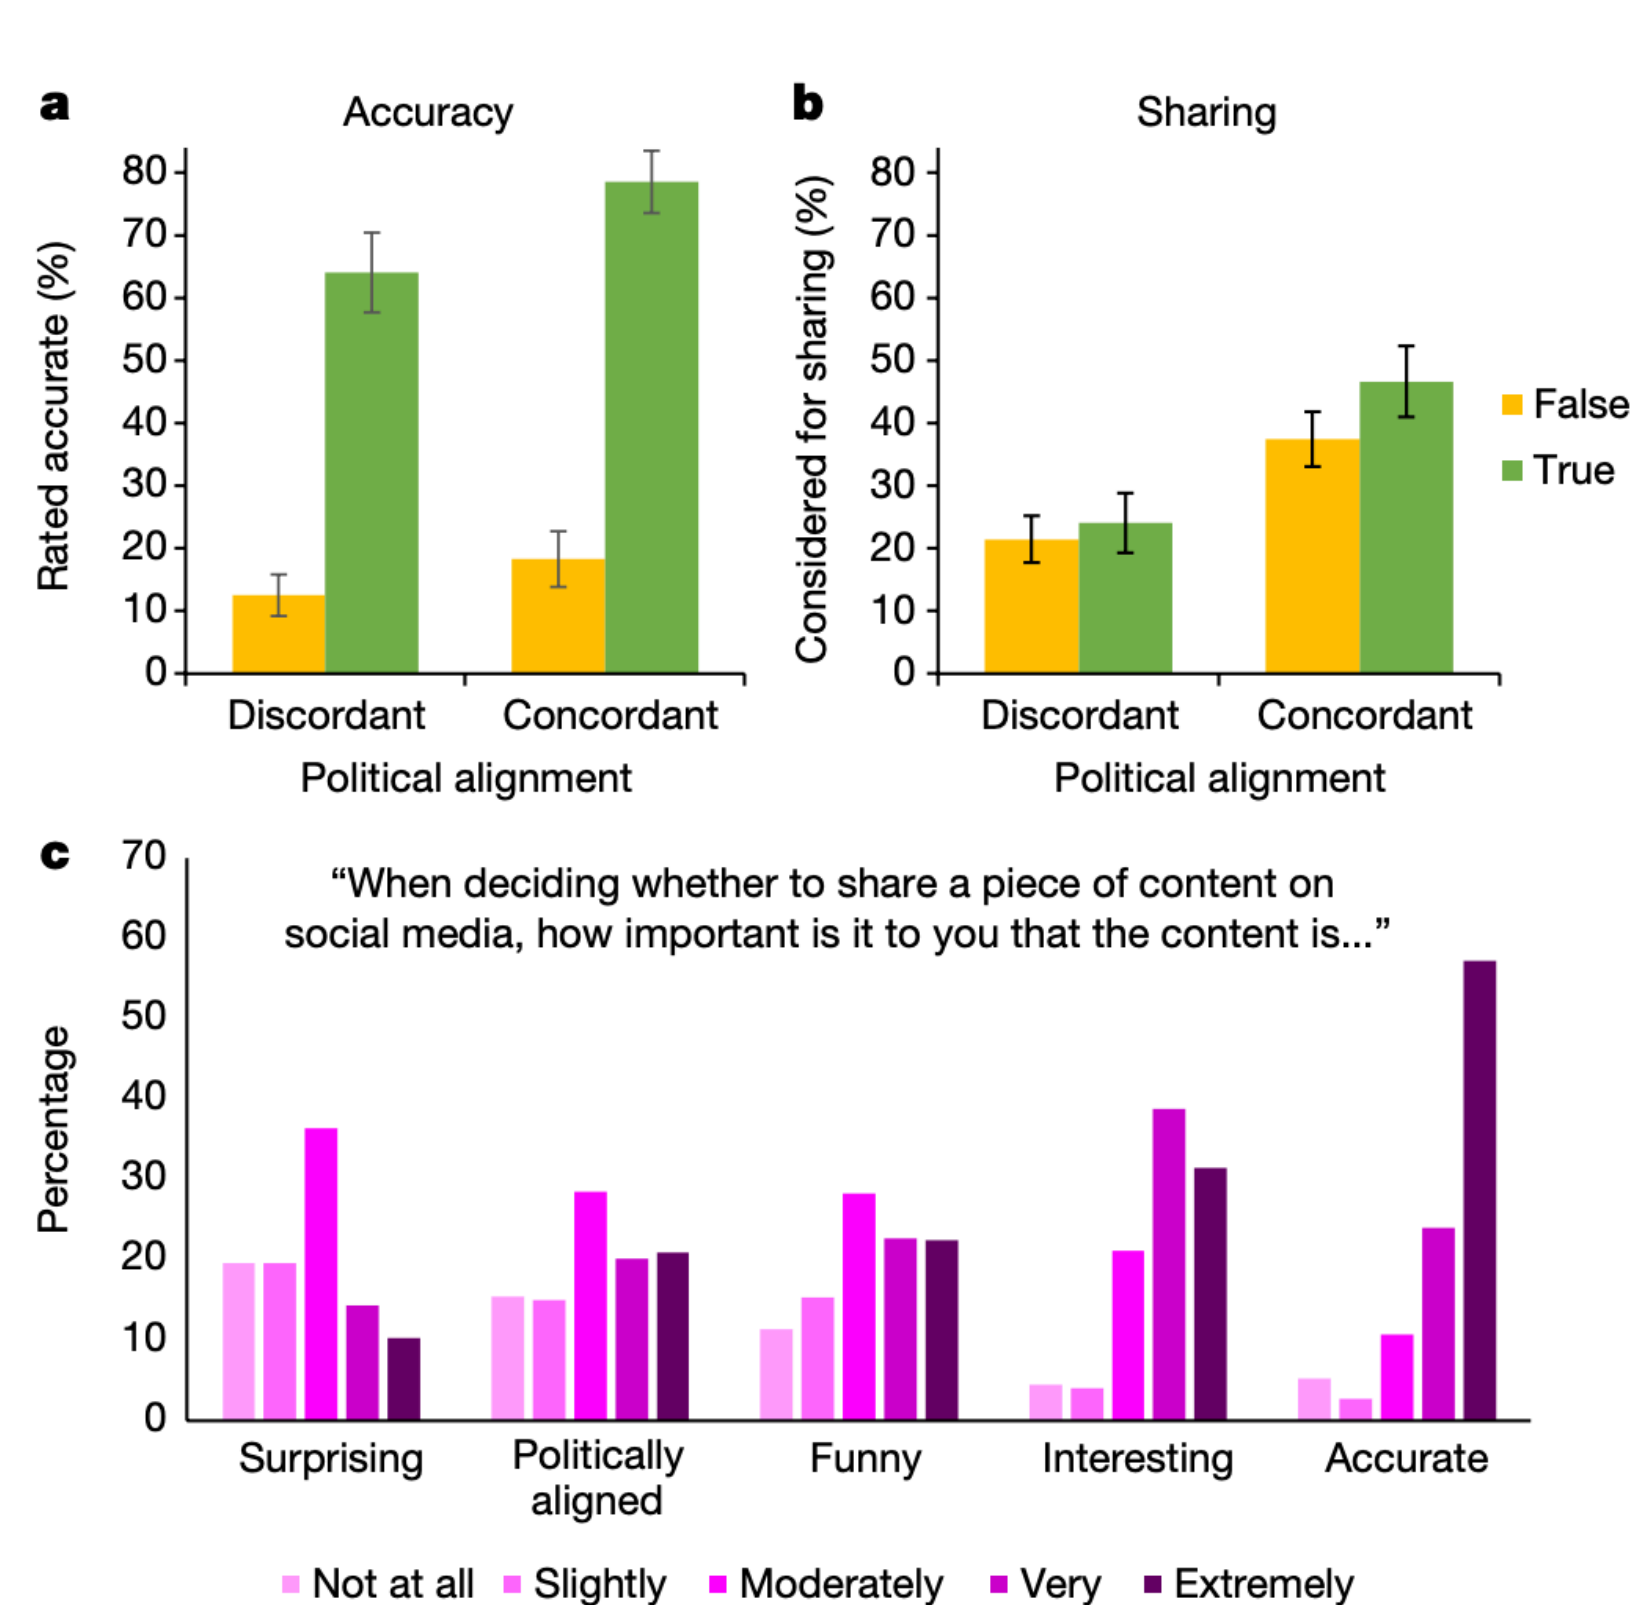 a
Accuracy
Rated accurate (%)
80
70
60
50
40
30
20
10
0
Discordant
Concordant
Political alignment
b
Sharing
Considered for sharing (%)
80
70
60
50
40
30
20
10
0
Discordant
Concordant
Political alignment
False
True
c
“When deciding whether to share a piece of content on
social media, how important is it to you that the content is...”
Percentage
70
60
50
40
30
20
10
0
Surprising
Politically
aligned
Funny
Interesting
Accurate
Not at all
Slightly
Moderately
Very
Extremely